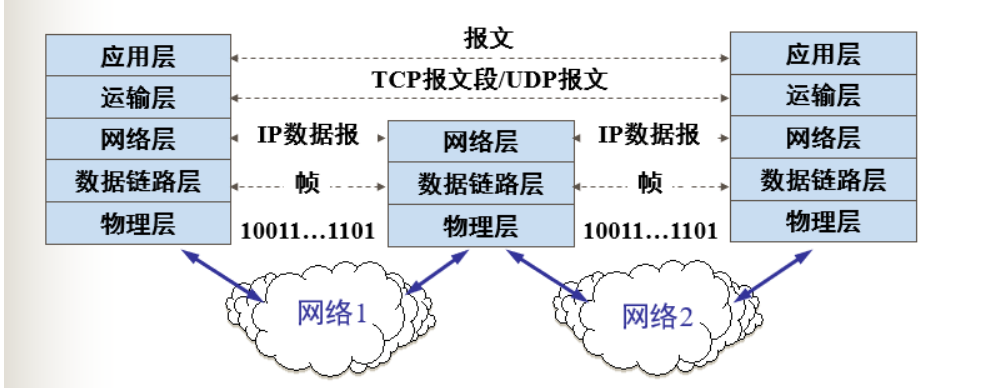 报文
应用层
应用层
TCP报文段/UDP报文
运输层
运输层
网络层
IP数据报
网络层
IP数据报
网络层
数据链路层
帧
数据链路层
帧
数据链路层
物理层
10011…1101
物理层
10011…1101
物理层
网络1
网络2